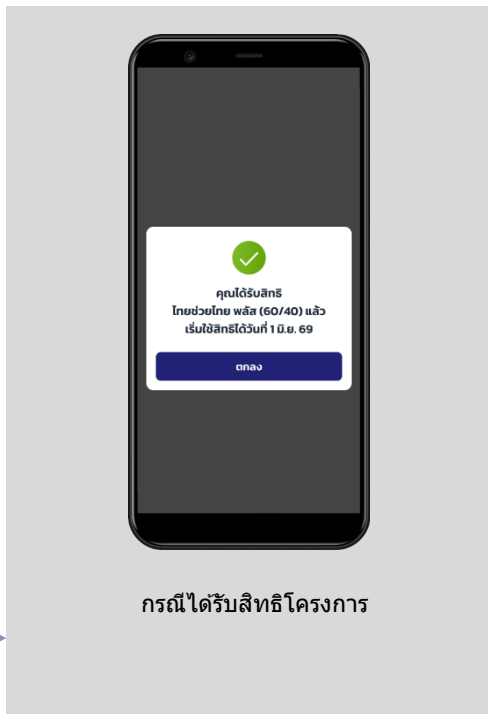 คุณได้รับสิทธิ
ไทยช่วยไทย พลัส (60/40) แล้ว
เริ่มใช้สิทธิได้วันที่ 1 มิ.ย. 69
ตกลง
กรณีได้รับสิทธิโครงการ